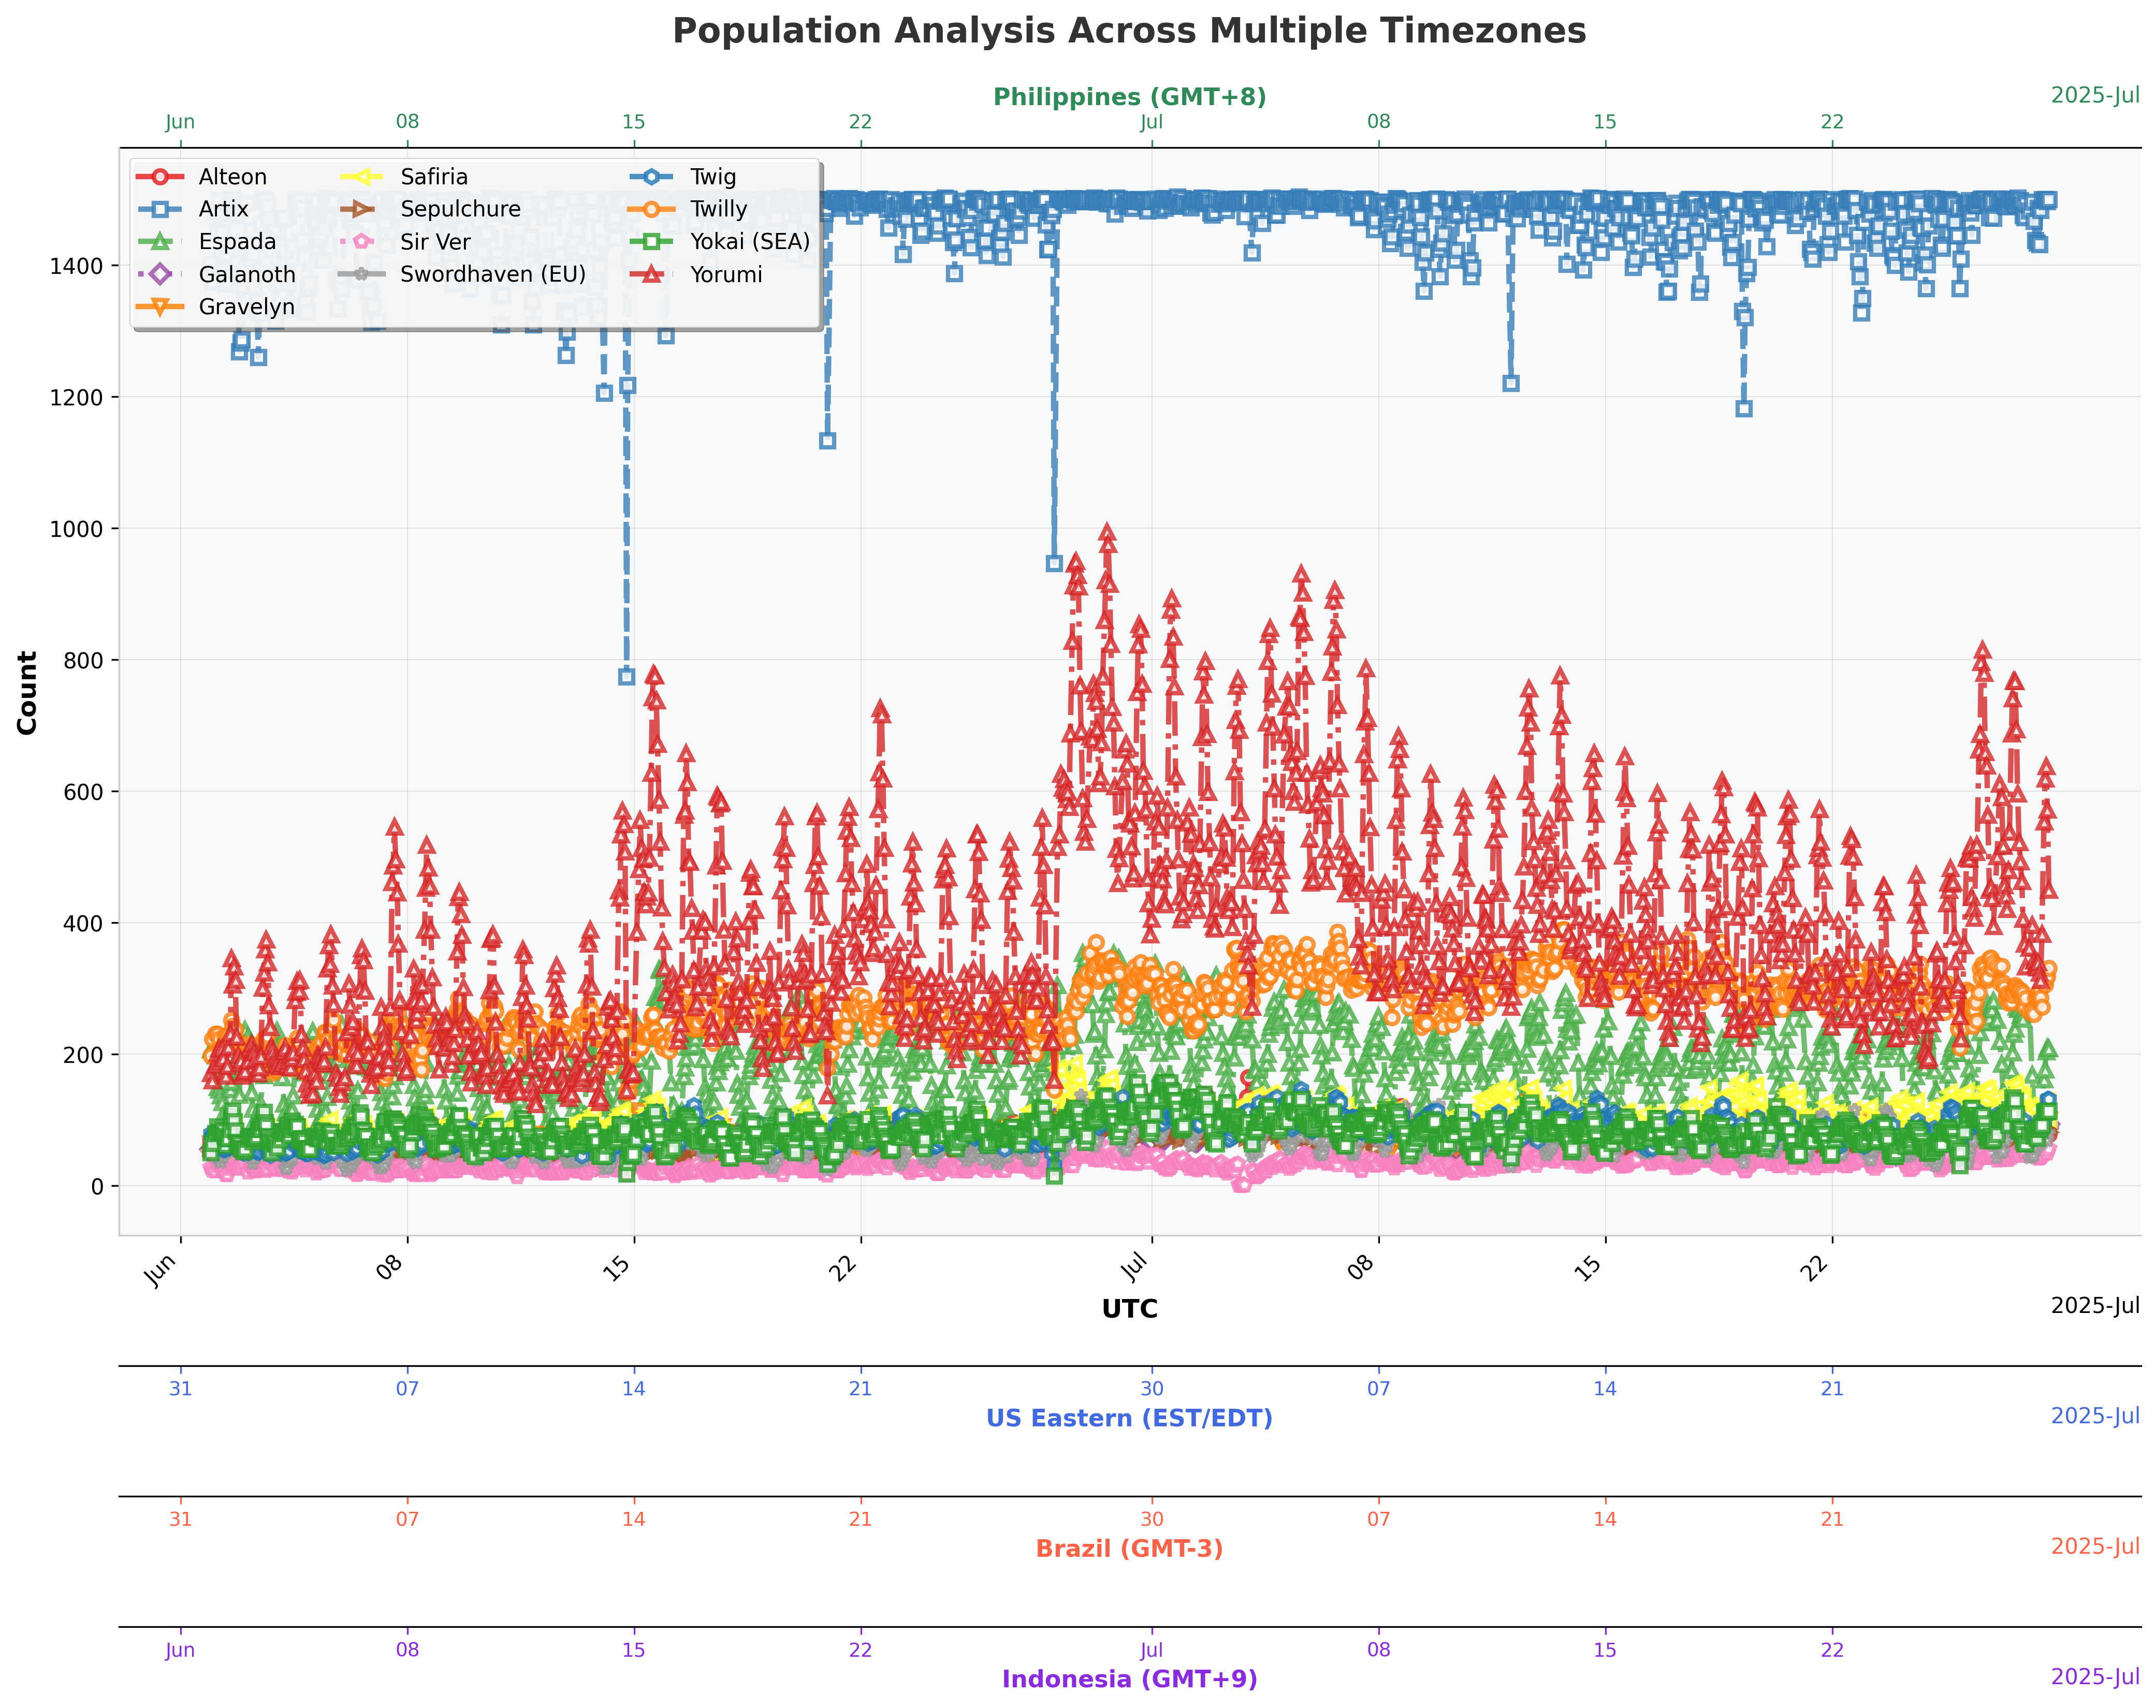 Population Analysis Across Multiple Timezones
Philippines (GMT+8)
2025-Jul
Jun 08 15 22 Jul 08 15 22
Alteon Safiria Twig
Artix Sepulchure Twilly
Espada Sir Ver Yokai (SEA)
Galanoth Swordhaven (EU) Yorumi
Gravelyn
1400
1200
1000
800
600
400
200
0
Count
Jun 08 15 22 Jul 08 15 22
UTC
2025-Jul
31 07 14 21 30 07 14 21
US Eastern (EST/EDT)
2025-Jul
31 07 14 21 30 07 14 21
Brazil (GMT-3)
2025-Jul
Jun 08 15 22 Jul 08 15 22
Indonesia (GMT+9)
2025-Jul